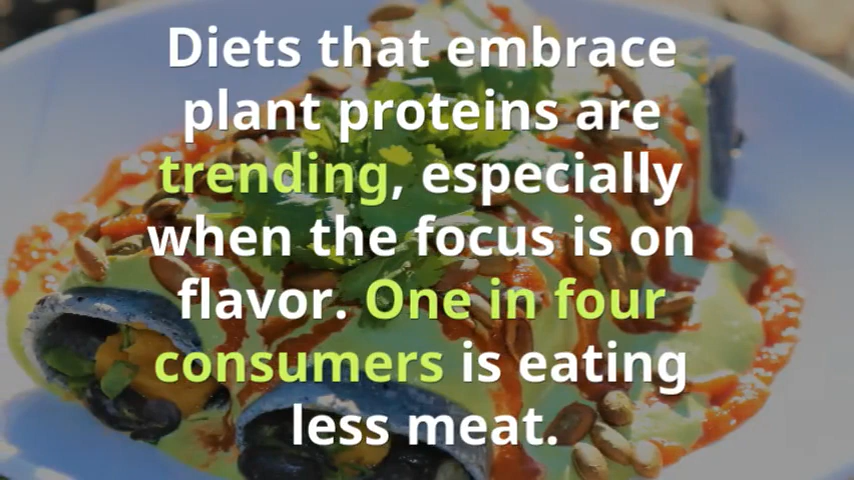 Diets that embrace
plant proteins are
trending, especially
when the focus is on
flavor. One in four
consumers is eating
less meat.